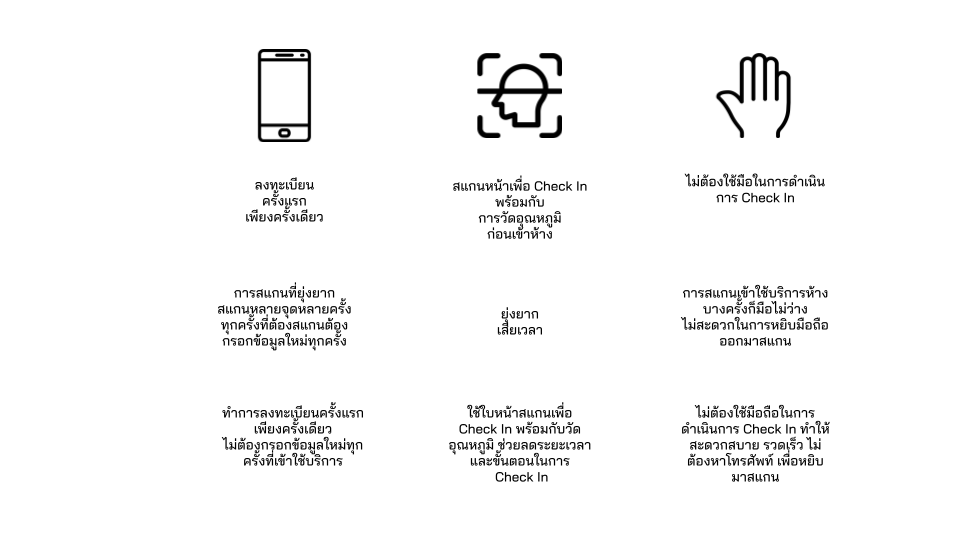 ลงทะเบียน
ครั้งแรก
เพียงครั้งเดียว
สแกนหน้าเพื่อ Check In
พร้อมกับ
การวัดอุณหภูมิ
ก่อนเข้าห้าง
ไม่ต้องใช้มือในการดำเนิน
การ Check In
การสแกนที่ยุ่งยาก
สแกนหลายจุดหลายครั้ง
ทุกครั้งที่ต้องสแกนต้อง
กรอกข้อมูลใหม่ทุกครั้ง
ยุ่งยาก
เสียเวลา
การสแกนเข้าใช้บริการห้าง
บางครั้งก็มือไม่ว่าง
ไม่สะดวกในการหยิบมือถือ
ออกมาสแกน
ทำการลงทะเบียนครั้งแรก
เพียงครั้งเดียว
ไม่ต้องกรอกข้อมูลใหม่ทุก
ครั้งที่เข้าใช้บริการ
ใช้ใบหน้าสแกนเพื่อ
Check In พร้อมกับวัด
อุณหภูมิ ช่วยลดระยะเวลา
และขั้นตอนในการ
Check In
ไม่ต้องใช้มือถือในการ
ดำเนินการ Check In ทำให้
สะดวกสบาย รวดเร็ว ไม่
ต้องหาโทรศัพท์ เพื่อหยิบ
มาสแกน